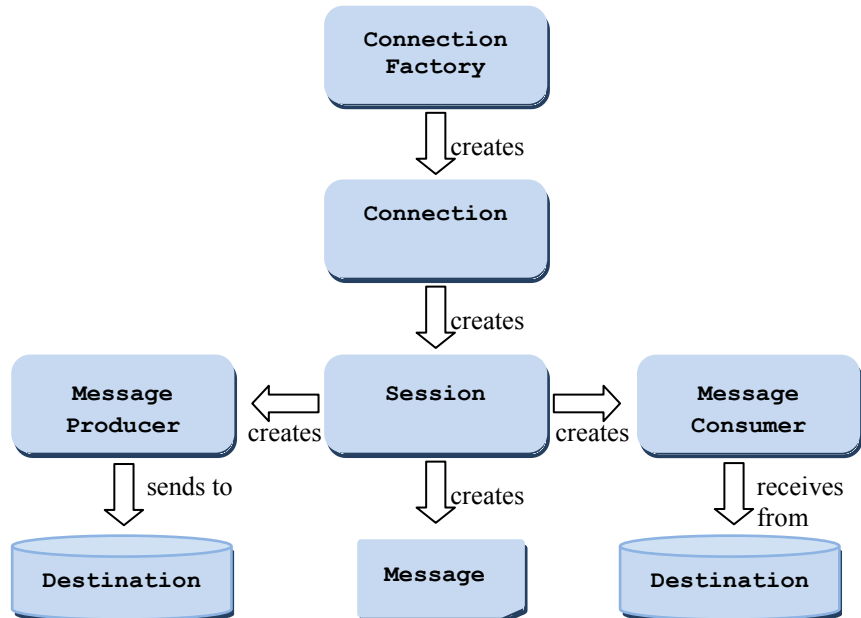 Connection
Factory
creates
Connection
creates
Message
Producer
Session
Message
Consumer
creates
creates
sends to
creates
receives
from
Destination
Message
Destination